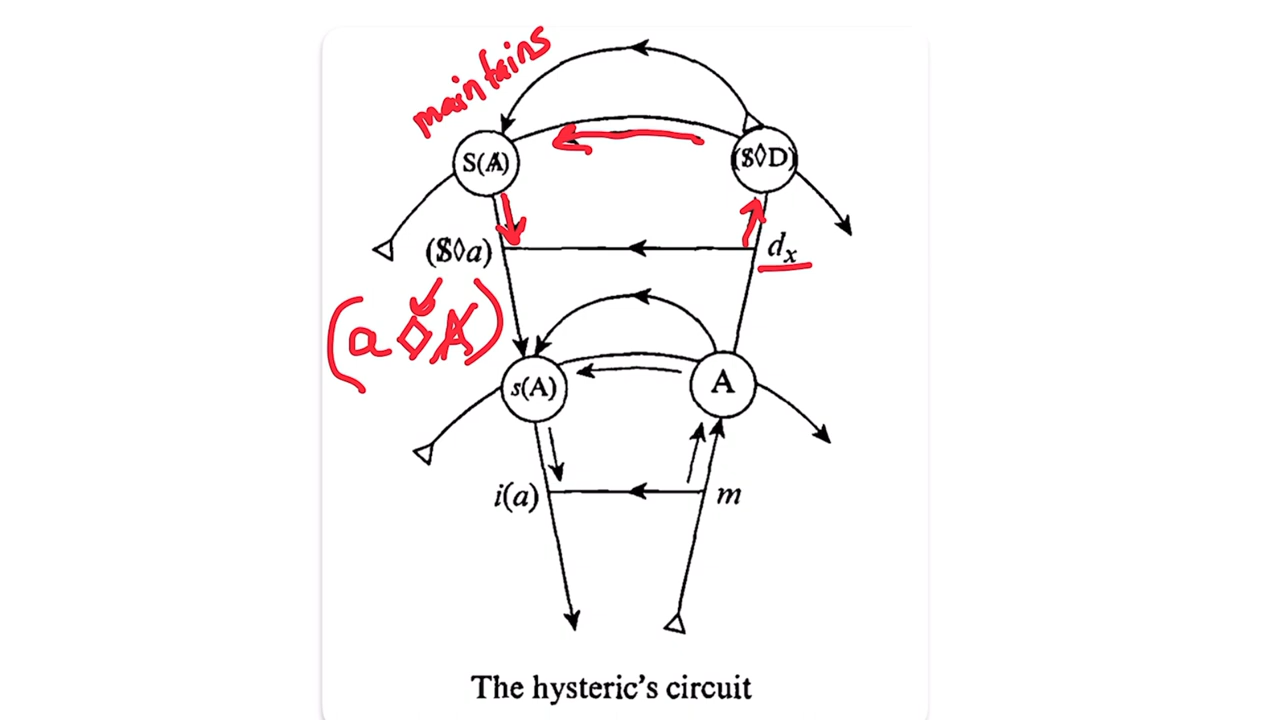 maintains
S(Ⱥ)
($◊D)
($◊a)
dₓ
(a◊Ⱥ)
s(A)
A
i(a)
m
The hysteric's circuit